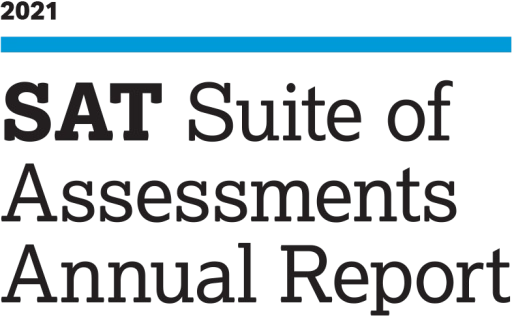 2021
SAT Suite of
Assessments
Annual Report